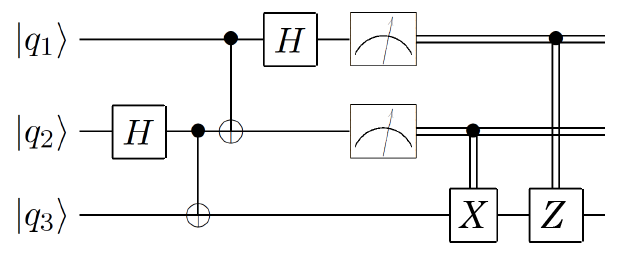 |q₁⟩ H
|q₂⟩ H
|q₃⟩ X Z